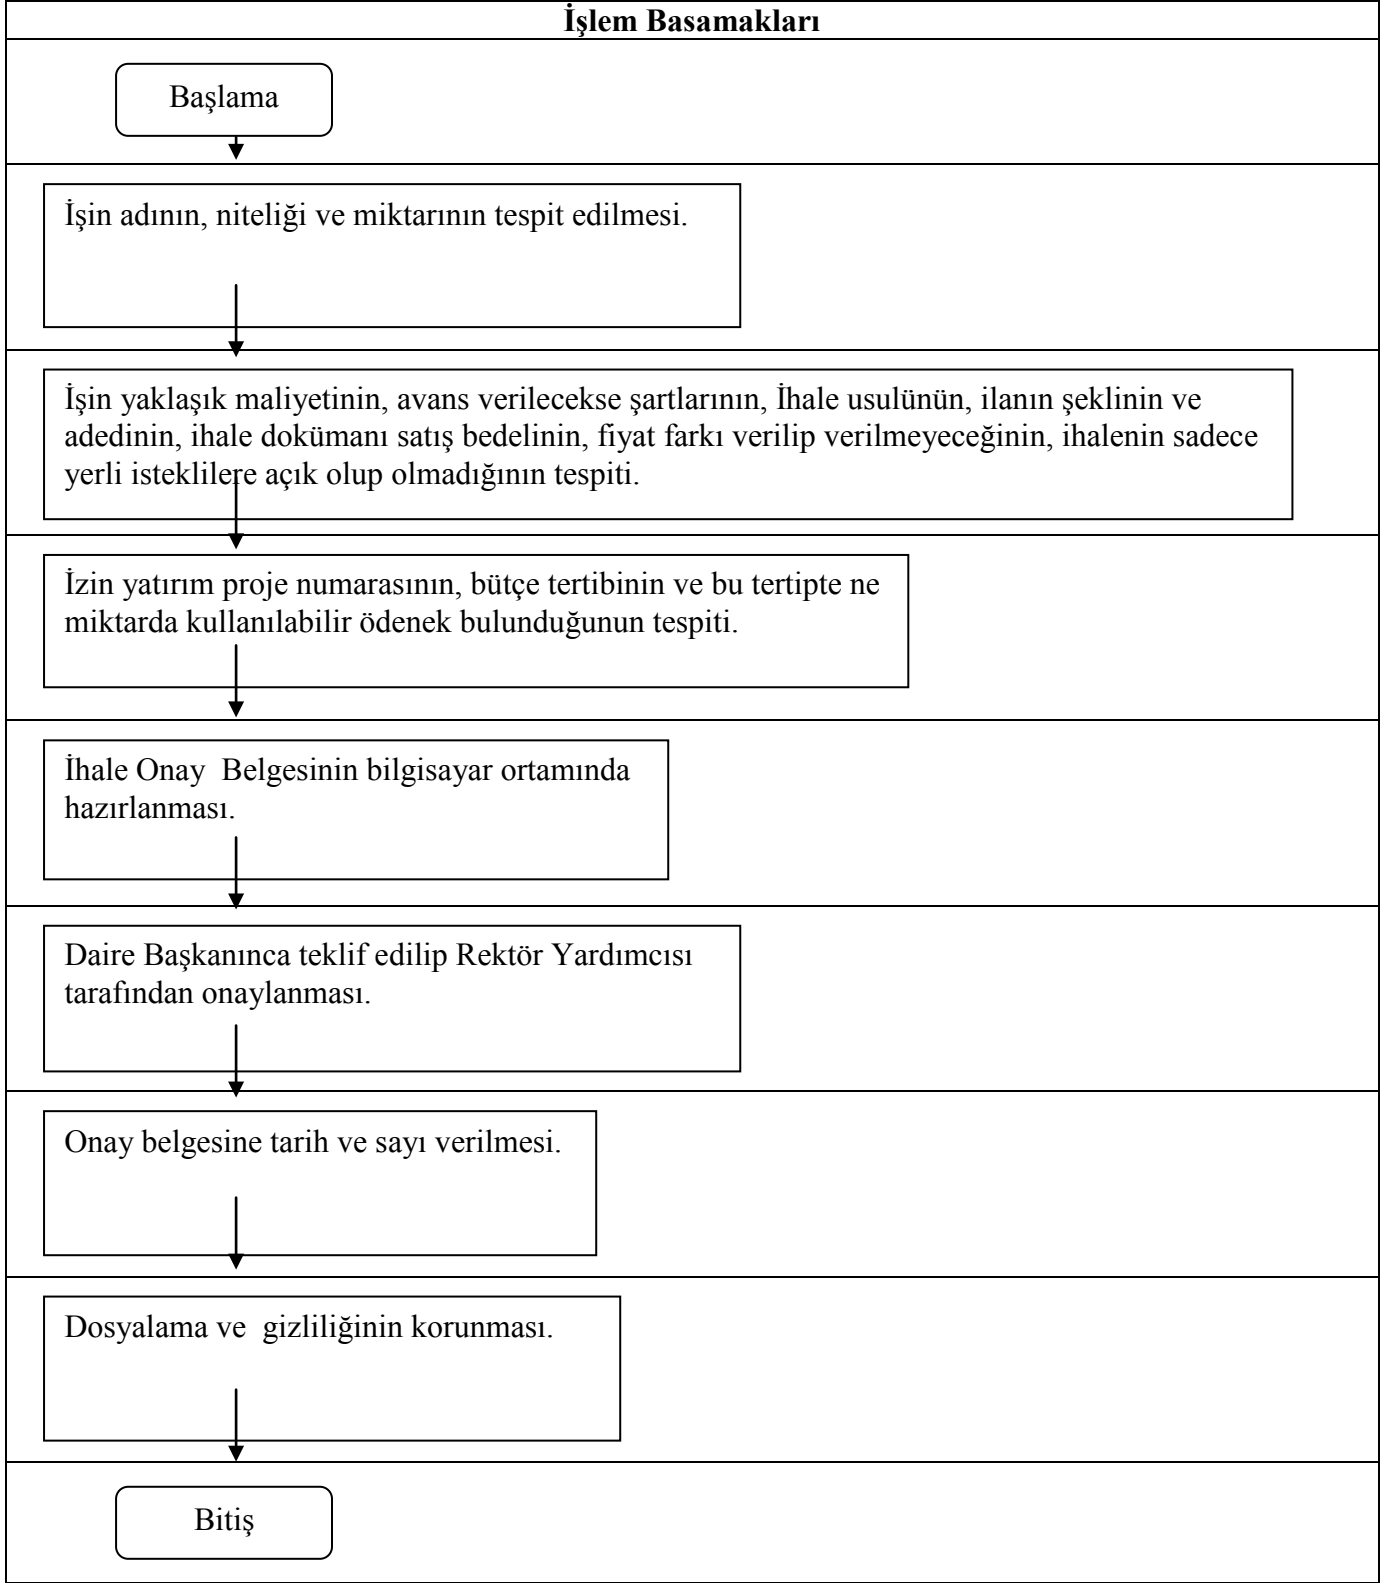 İşlem Basamakları
Başlama
İşin adının, niteliği ve miktarının tespit edilmesi.
İşin yaklaşık maliyetinin, avans verilecekse şartlarının, İhale usulünün, ilanın şeklinin ve
adedinin, ihale dokümanı satış bedelinin, fiyat farkı verilip verilmeyeceğinin, ihalenin sadece
yerli isteklilere açık olup olmadığının tespiti.
İzin yatırım proje numarasının, bütçe tertibinin ve bu tertipte ne
miktarda kullanılabilir ödenek bulunduğunun tespiti.
İhale Onay  Belgesinin bilgisayar ortamında
hazırlanması.
Daire Başkanınca teklif edilip Rektör Yardımcısı
tarafından onaylanması.
Onay belgesine tarih ve sayı verilmesi.
Dosyalama ve  gizliliğinin korunması.
Bitiş